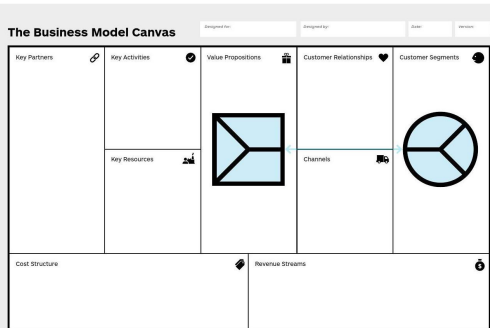 The Business Model Canvas
Designed for:
Designed by:
Date:
Version:
Key Partners
Key Activities
Value Propositions
Customer Relationships
Customer Segments
Key Resources
Channels
Cost Structure
Revenue Streams